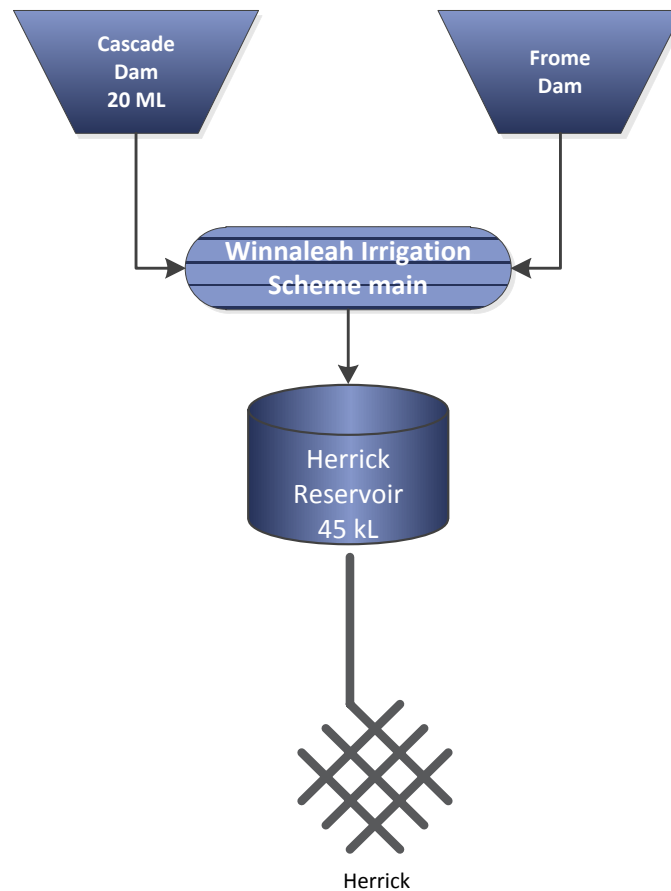 Cascade
Dam
20 ML
Frome
Dam
Winnaleah Irrigation
Scheme main
Herrick
Reservoir
45 kL
Herrick